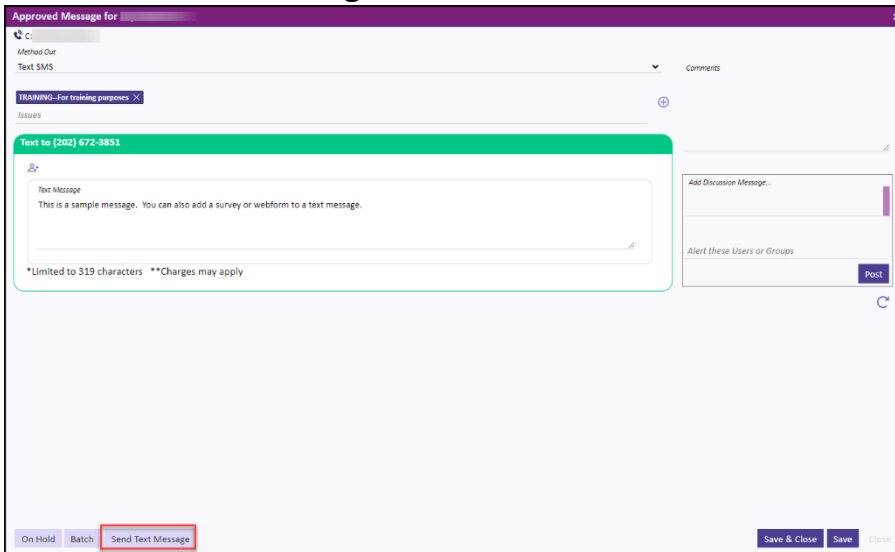 Approved Message for
C:
Method Out
Text SMS
Comments
TRAINING--For training purposes ×
Issues
Text to (202) 672-3851
Text Message
This is a sample message. You can also add a survey or webform to a text message.
*Limited to 319 characters **Charges may apply
Add Discussion Message...
Alert these Users or Groups
Post
On Hold Batch Send Text Message Save & Close Save Close